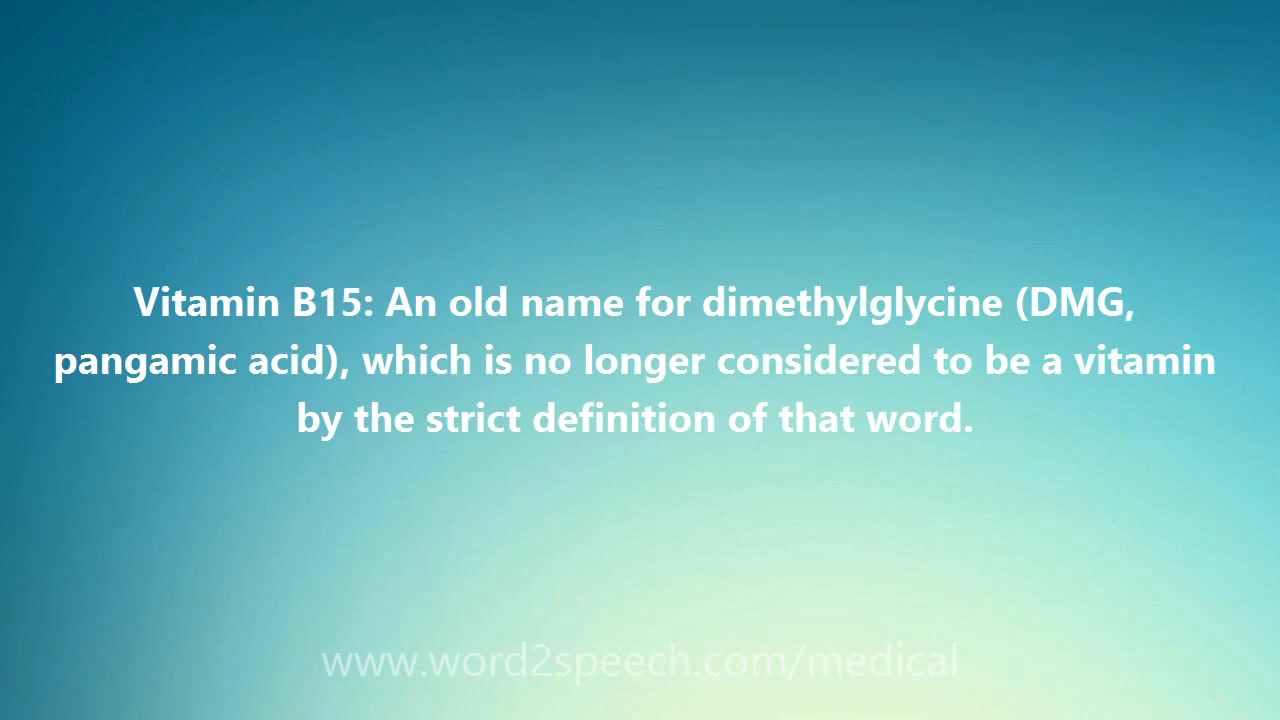 Vitamin B15: An old name for dimethylglycine (DMG,
pangamic acid), which is no longer considered to be a vitamin
by the strict definition of that word.
www.word2speech.com/medical